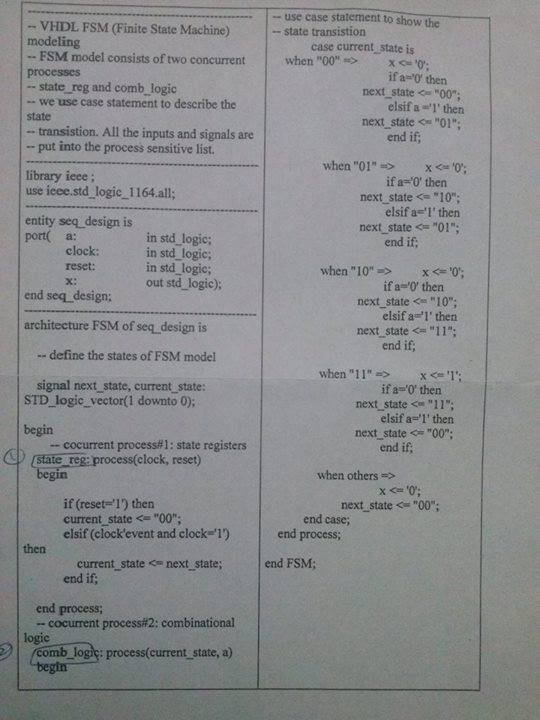 ------------------------------------------------
-- VHDL FSM (Finite State Machine)
modeling
-- FSM model consists of two concurrent
processes
-- state_reg and comb_logic
-- we use case statement to describe the
state
-- transistion. All the inputs and signals are
-- put into the process sensitive list.
------------------------------------------------
library ieee ;
use ieee.std_logic_1164.all;
------------------------------------------------
entity seq_design is
port( a: in std_logic;
clock: in std_logic;
reset: in std_logic;
x: out std_logic);
end seq_design;
------------------------------------------------
architecture FSM of seq_design is
-- define the states of FSM model
signal next_state, current_state:
STD_logic_vector(1 downto 0);
begin
-- cocurrent process#1: state registers
1 state_reg: process(clock, reset)
begin
if (reset='1') then
current_state <= "00";
elsif (clock'event and clock='1')
then
current_state <= next_state;
end if;
end process;
-- cocurrent process#2: combinational
logic
2 comb_logic: process(current_state, a)
begin
-- use case statement to show the
-- state transistion
case current_state is
when "00" => x <= '0';
if a='0' then
next_state <= "00";
elsif a ='1' then
next_state <= "01";
end if;
when "01" => x <= '0';
if a='0' then
next_state <= "10";
elsif a='1' then
next_state <= "01";
end if;
when "10" => x <= '0';
if a='0' then
next_state <= "10";
elsif a='1' then
next_state <= "11";
end if;
when "11" => x <= '1';
if a='0' then
next_state <= "11";
elsif a='1' then
next_state <= "00";
end if;
when others =>
x <= '0';
next_state <= "00";
end case;
end process;
end FSM;